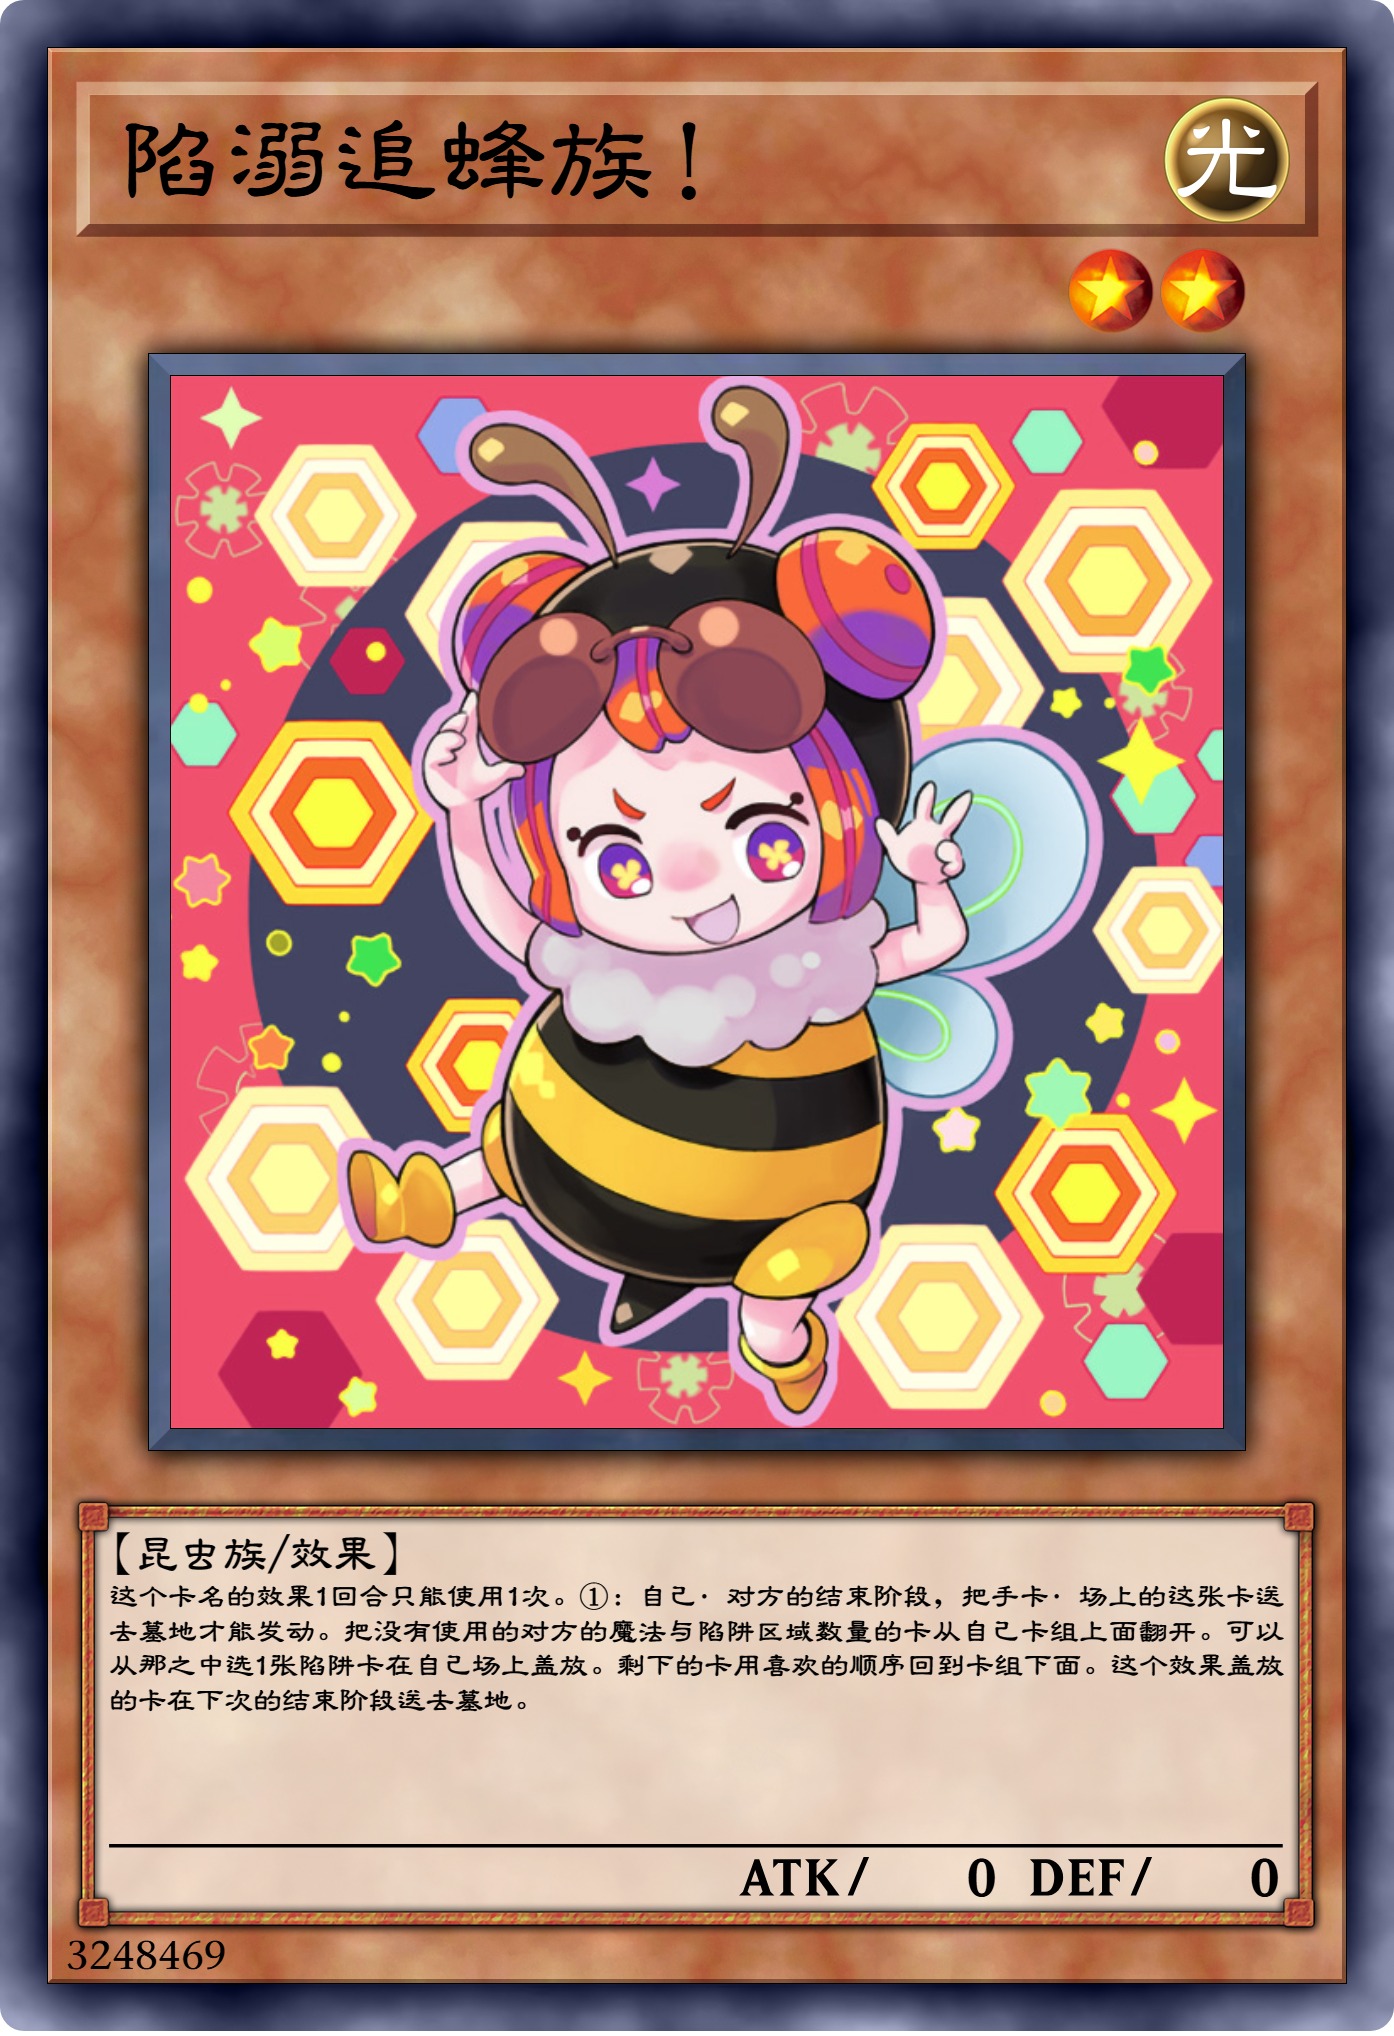 陷溺追蜂族！
光
【昆虫族/效果】
这个卡名的效果1回合只能使用1次。①：自己·对方的结束阶段，把手卡·场上的这张卡送
去墓地才能发动。把没有使用的对方的魔法与陷阱区域数量的卡从自己卡组上面翻开。可以
从那之中选1张陷阱卡在自己场上盖放。剩下的卡用喜欢的顺序回到卡组下面。这个效果盖放
的卡在下次的结束阶段送去墓地。
ATK/ 0 DEF/ 0
3248469